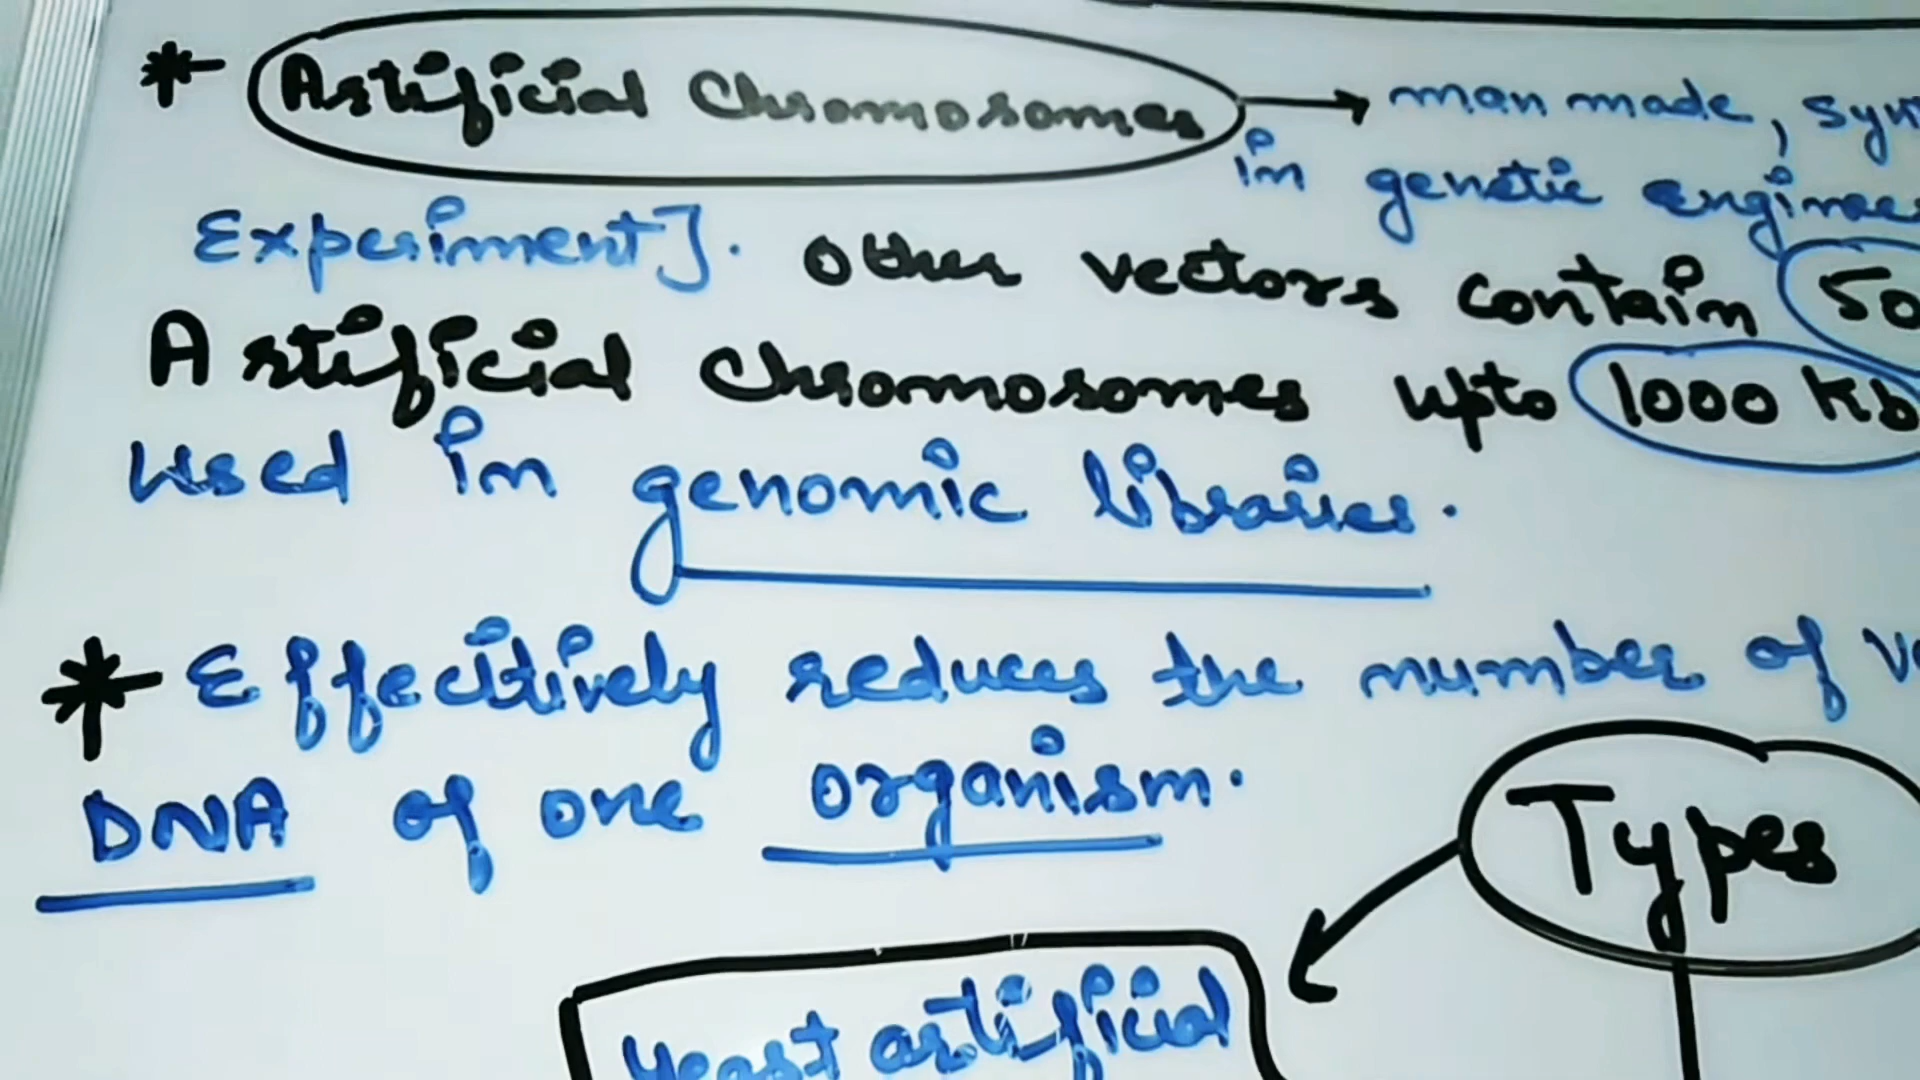 * Artificial Chromosomes → man made, syn
in genetic enginee
Experiment]. Other vectors contain 50
Artificial Chromosomes upto 1000 Kb
Used in genomic libraries.
* Effectively reduces the number of
DNA of one organism.
Types
Yeast artificial